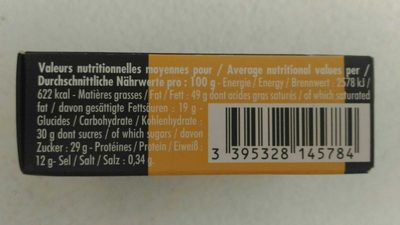 Valeurs nutritionnelles moyennes pour / Average nutritional values per /
Durchschnittliche Nährwerte pro : 100 g - Energie / Energy / Brennwert : 2578 kJ /
622 kcal - Matières grasses / Fat / Fett : 49 g dont acides gras saturés / of which saturated
fat / davon gesättigte Fettsäuren : 19 g -
Glucides / Carbohydrate / Kohlenhydrate :
30 g dont sucres / of which sugars / davon
Zucker : 29 g - Protéines / Protein / Eiweiß :
12 g- Sel / Salt / Salz : 0,34 g.
3 395328 145784